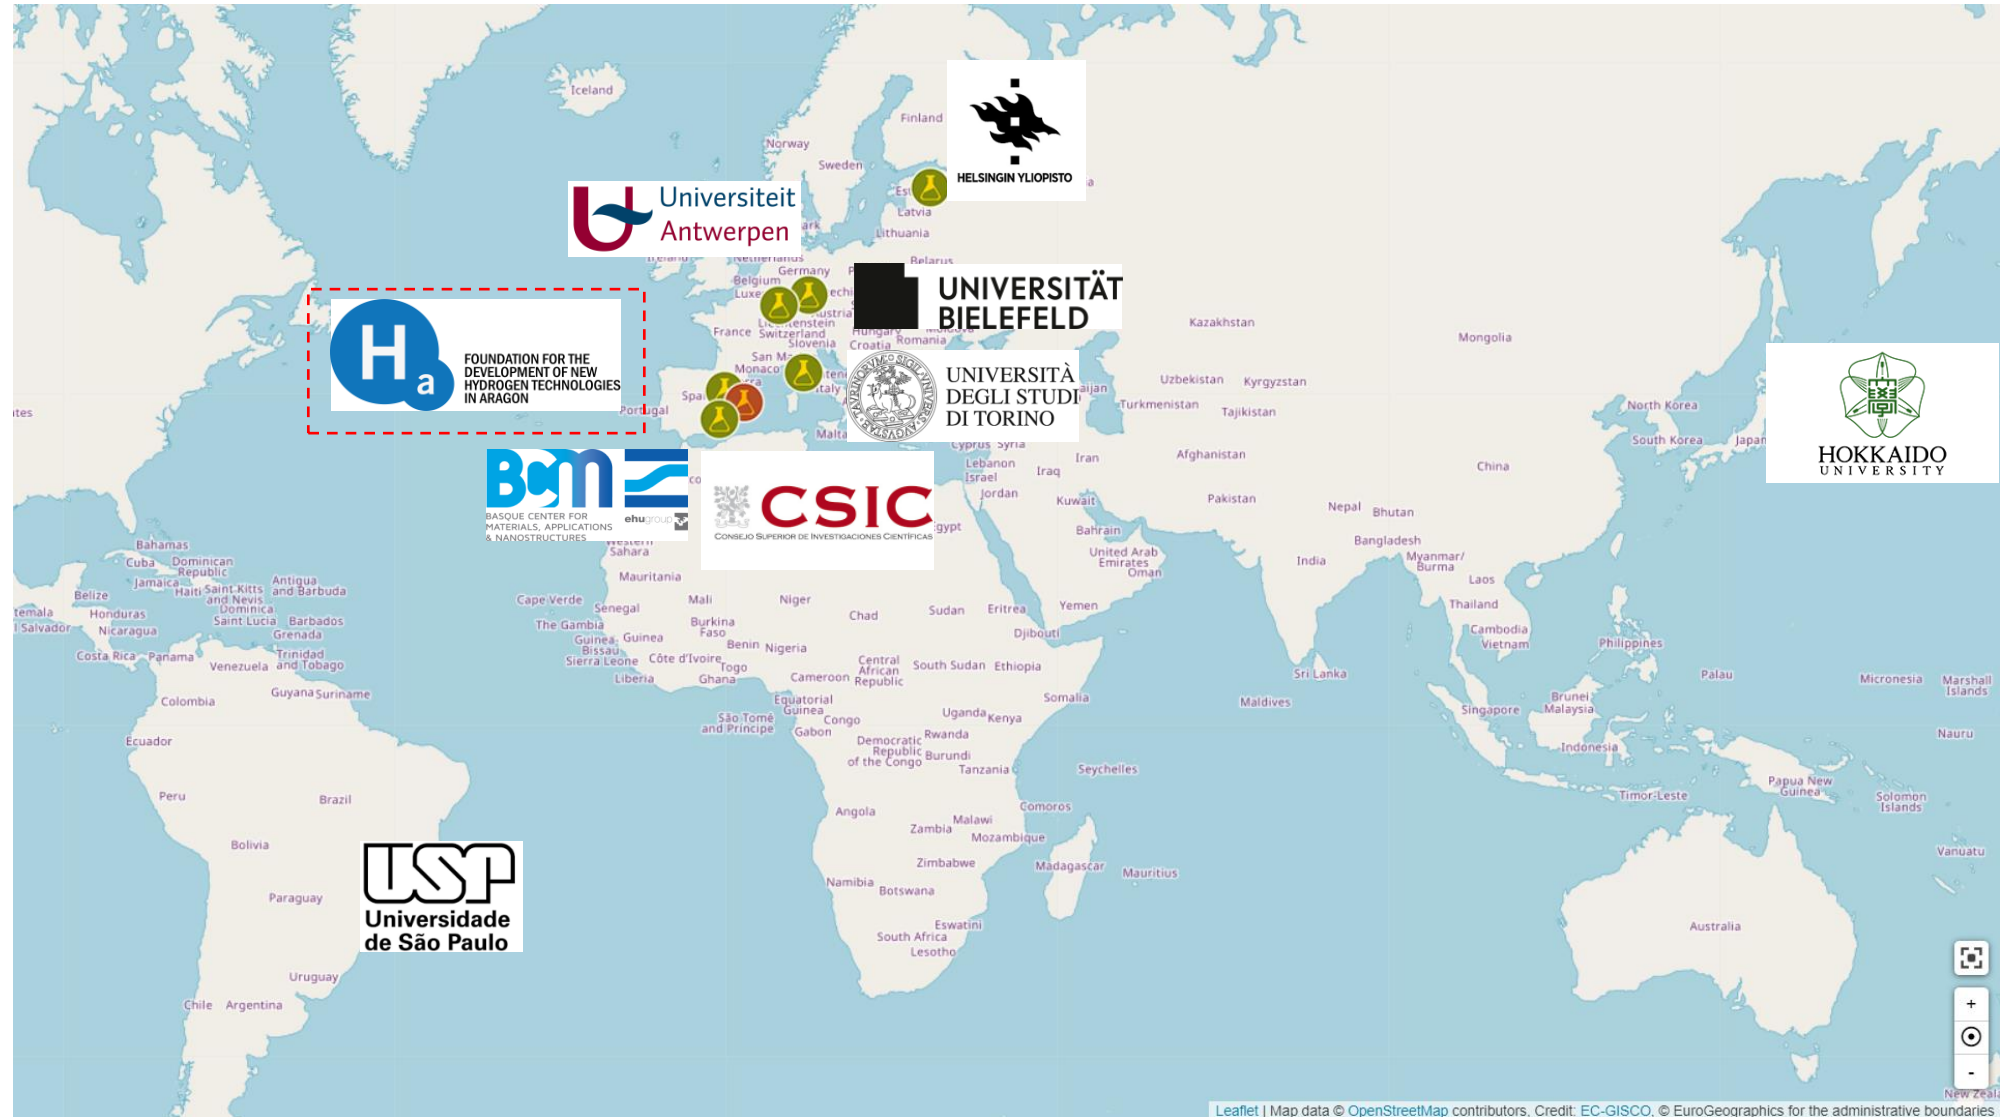 Iceland
Finland
Norway
Sweden
HELSINGIN YLIOPISTO
Universiteit
Antwerpen
Latvia
Lithuania
Belarus
Netherlands
Germany
Belgium
UNIVERSITÄT
BIELEFELD
France
Switzerland
Slovenia
Hungary
Croatia
Romania
Monaco
Italy
Portugal
Malta
H
a
FOUNDATION FOR THE
DEVELOPMENT OF NEW
HYDROGEN TECHNOLOGIES
IN ARAGON
UNIVERSITÀ
DEGLI STUDI
DI TORINO
Kazakhstan
Mongolia
Uzbekistan
Kyrgyzstan
Turkmenistan
Tajikistan
North Korea
South Korea
Japan
HOKKAIDO
UNIVERSITY
Cyprus
Syria
Lebanon
Israel
Jordan
Iraq
Iran
Kuwait
Afghanistan
Pakistan
China
Nepal
Bhutan
Bangladesh
BCM
BASQUE CENTER FOR
MATERIALS, APPLICATIONS
& NANOSTRUCTURES
ehugroup
CSIC
CONSEJO SUPERIOR DE INVESTIGACIONES CIENTÍFICAS
Bahrain
United Arab
Emirates
Oman
India
Myanmar/
Burma
Laos
Thailand
Cambodia
Vietnam
Philippines
Western
Sahara
Mauritania
Bahamas
Cuba
Dominican
Republic
Jamaica
Haiti
Saint Kitts
and Nevis
Antigua
and Barbuda
Belize
Dominica
Honduras
Saint Lucia
Barbados
Nicaragua
Grenada
Costa Rica
Panama
Venezuela
Trinidad
and Tobago
Guyana
Suriname
Colombia
Ecuador
Peru
Brazil
Bolivia
Paraguay
Uruguay
Chile
Argentina
USP
Universidade
de São Paulo
Cape Verde
Senegal
Mali
Niger
Chad
Sudan
Eritrea
Yemen
The Gambia
Guinea-
Bissau
Guinea
Burkina
Faso
Benin
Nigeria
Djibouti
Sierra Leone
Côte d'Ivoire
Togo
Liberia
Ghana
Cameroon
Central
African
Republic
South Sudan
Ethiopia
Somalia
Equatorial
Guinea
São Tomé
and Príncipe
Gabon
Congo
Uganda
Kenya
Democratic
Republic
of the Congo
Rwanda
Burundi
Tanzania
Seychelles
Comoros
Angola
Malawi
Zambia
Mozambique
Zimbabwe
Madagascar
Mauritius
Namibia
Botswana
Eswatini
South Africa
Lesotho
Sri Lanka
Maldives
Brunei
Malaysia
Singapore
Indonesia
Timor-Leste
Palau
Micronesia
Marshall
Islands
Nauru
Papua New
Guinea
Solomon
Islands
Vanuatu
Australia
+
-
Leaflet | Map data © OpenStreetMap contributors, Credit: EC-GISCO, © EuroGeographics for the administrative boundaries